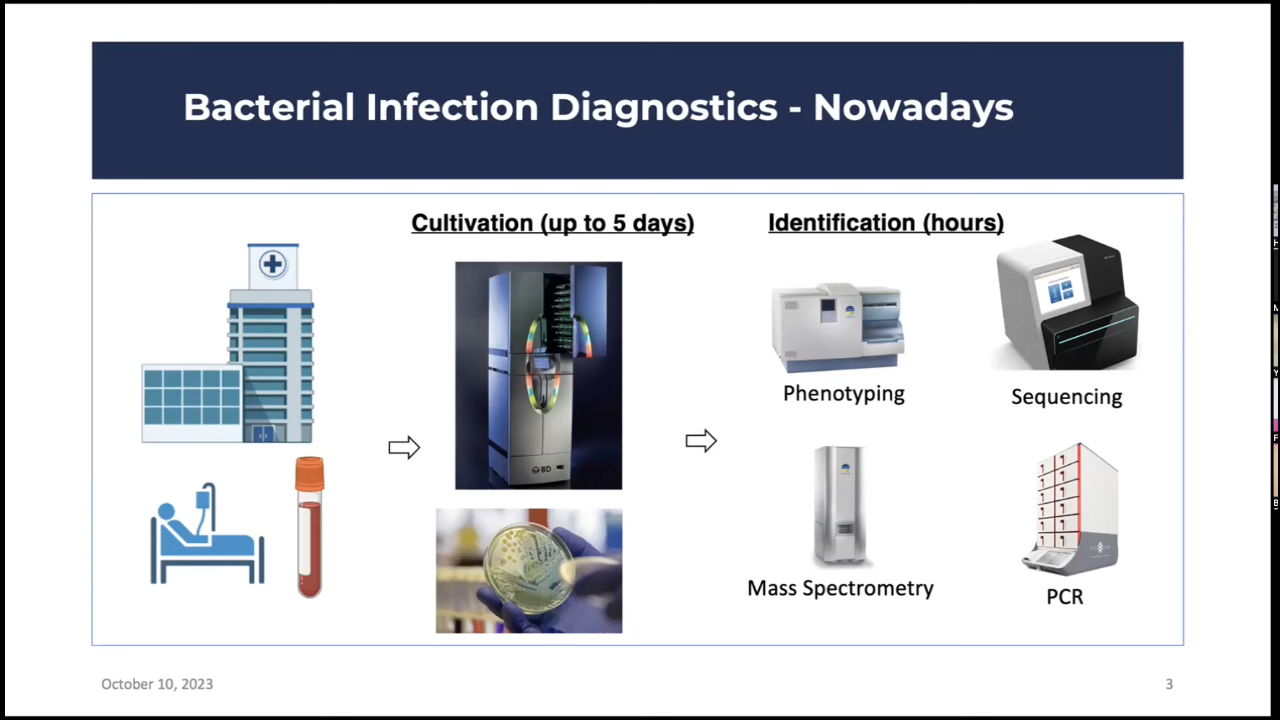 Bacterial Infection Diagnostics - Nowadays
Cultivation (up to 5 days)
Identification (hours)
BD
Phenotyping
Sequencing
Mass Spectrometry
PCR
October 10, 2023
3